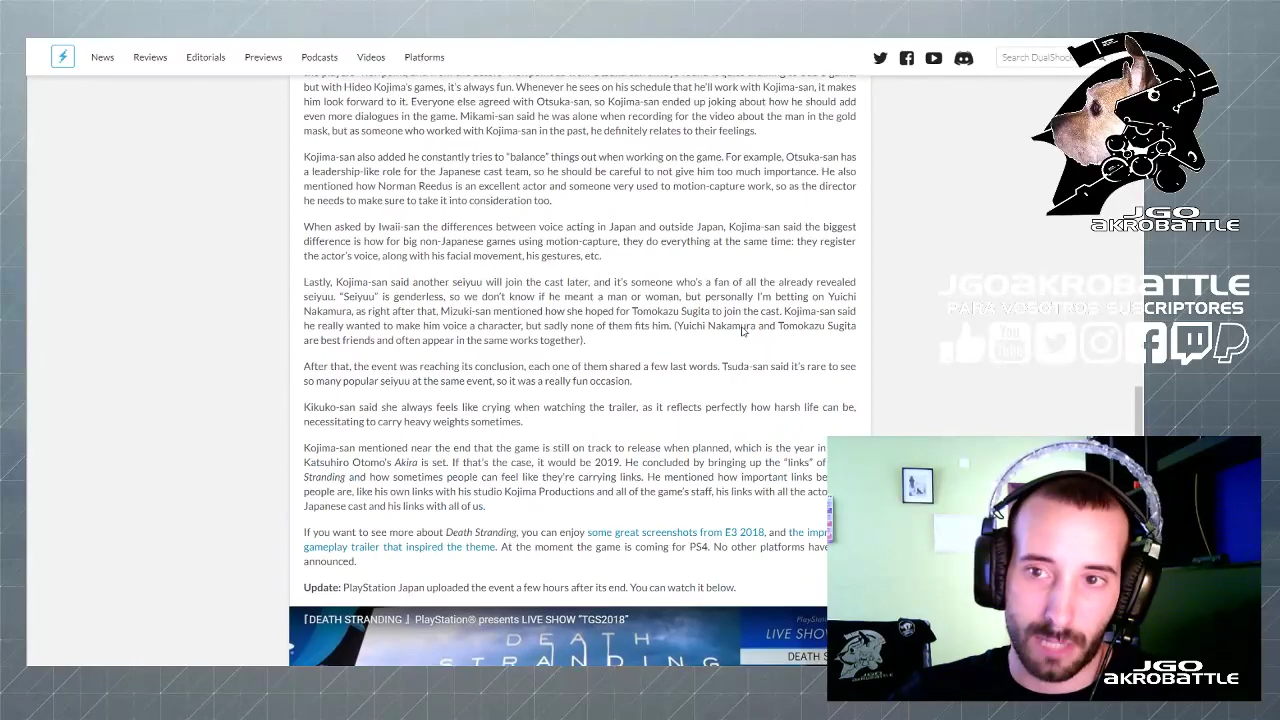 News Reviews Editorials Previews Podcasts Videos Platforms
Search DualShock
but with Hideo Kojima's games, it's always fun. Whenever he sees on his schedule that he'll work with Kojima-san, it makes
him look forward to it. Everyone else agreed with Otsuka-san, so Kojima-san ended up joking about how he should add
even more dialogues in the game. Mikami-san said he was alone when recording for the video about the man in the gold
mask, but as someone who worked with Kojima-san in the past, he definitely relates to their feelings.
Kojima-san also added he constantly tries to "balance" things out when working on the game. For example, Otsuka-san has
a leadership-like role for the Japanese cast team, so he should be careful to not give him too much importance. He also
mentioned how Norman Reedus is an excellent actor and someone very used to motion-capture work, so as the director
he needs to make sure to take it into consideration too.
When asked by Iwaii-san the differences between voice acting in Japan and outside Japan, Kojima-san said the biggest
difference is how for big non-Japanese games using motion-capture, they do everything at the same time: they register
the actor's voice, along with his facial movement, his gestures, etc.
Lastly, Kojima-san said another seiyuu will join the cast later, and it's someone who's a fan of all the already revealed
seiyuu. "Seiyuu" is genderless, so we don't know if he meant a man or woman, but personally I'm betting on Yuichi
Nakamura, as right after that, Mizuki-san mentioned how she hoped for Tomokazu Sugita to join the cast. Kojima-san said
he really wanted to make him voice a character, but sadly none of them fits him. (Yuichi Nakamura and Tomokazu Sugita
are best friends and often appear in the same works together).
After that, the event was reaching its conclusion, each one of them shared a few last words. Tsuda-san said it's rare to see
so many popular seiyuu at the same event, so it was a really fun occasion.
Kikuko-san said she always feels like crying when watching the trailer, as it reflects perfectly how harsh life can be,
necessitating to carry heavy weights sometimes.
Kojima-san mentioned near the end that the game is still on track to release when planned, which is the year in
Katsuhiro Otomo's Akira is set. If that's the case, it would be 2019. He concluded by bringing up the "links" of
Stranding and how sometimes people can feel like they're carrying links. He mentioned how important links be
people are, like his own links with his studio Kojima Productions and all of the game's staff, his links with all the acto
Japanese cast and his links with all of us.
If you want to see more about Death Stranding, you can enjoy some great screenshots from E3 2018, and the impr
gameplay trailer that inspired the theme. At the moment the game is coming for PS4. No other platforms have
announced.
Update: PlayStation Japan uploaded the event a few hours after its end. You can watch it below.
『DEATH STRANDING 』 PlayStation® presents LIVE SHOW "TGS2018"
DEATH
STRANDING
PlaySta
LIVE SHO
DEATH S
JGO
AKROBATTLE
JGOAKROBATTLE
PARA VOSOTROS SUSCRIPTORES
You Tube
JGO
AKROBATTLE